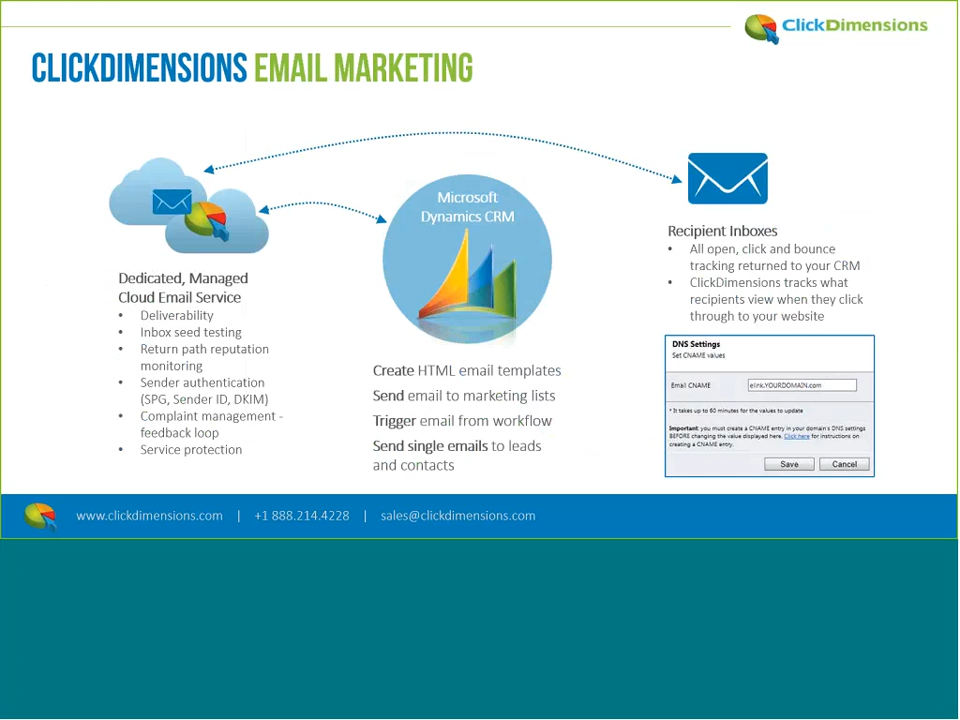 ClickDimensions
CLICKDIMENSIONS EMAIL MARKETING
Dedicated, Managed
Cloud Email Service
• Deliverability
• Inbox seed testing
• Return path reputation
monitoring
• Sender authentication
(SPG, Sender ID, DKIM)
• Complaint management -
feedback loop
• Service protection
Microsoft
Dynamics CRM
Create HTML email templates
Send email to marketing lists
Trigger email from workflow
Send single emails to leads
and contacts
Recipient Inboxes
• All open, click and bounce
tracking returned to your CRM
• ClickDimensions tracks what
recipients view when they click
through to your website
DNS Settings
Set CNAME values
Email CNAME elink.YOURDOMAIN.com
* It takes up to 60 minutes for the values to update
Important: you must create a CNAME entry in your domain's DNS settings
BEFORE changing the value displayed here. Click here for instructions on
creating a CNAME entry.
Save Cancel
www.clickdimensions.com | +1 888.214.4228 | sales@clickdimensions.com